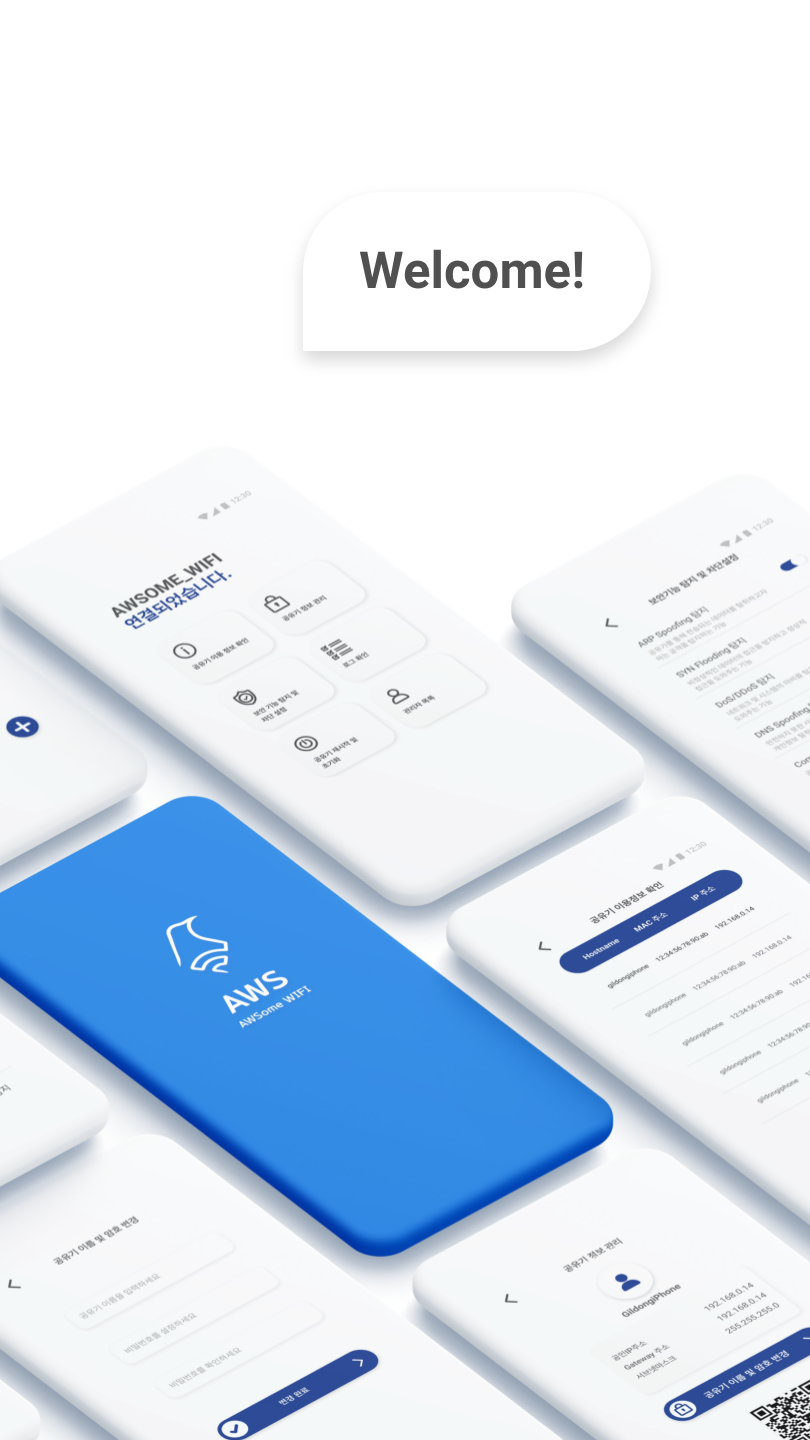 Welcome!
12:30
AWSOME_WIFI
연결되었습니다.
공유기 이용 정보 확인
공유기 정보 관리
보안 기능 탐지 및
차단 설정
로그 확인
공유기 재시작 및
초기화
관리자 목록
12:30
보안기능 탐지 및 차단설정
ARP Spoofing 탐지
SYN Flooding 탐지
DoS/DDoS 탐지
DNS Spoofing
AWS
AWSome WIFI
12:30
공유기 이용정보 확인
Hostname MAC 주소 IP 주소
gildongiphone 12:34:56:78:90:ab 192.168.0.14
gildongiphone 12:34:56:78:90:ab 192.168.0.14
gildongiphone 12:34:56:78:90:ab
gildongiphone 12:34:56:78:90:ab
gildongiphone
공유기 이름 및 암호 변경
공유기 이름을 입력하세요
비밀번호를 설정하세요
비밀번호를 확인하세요
변경 완료
공유기 정보 관리
GildongiPhone
공인IP주소 192.168.0.14
Gateway 주소 192.168.0.14
서브넷마스크 255.255.255.0
공유기 이름 및 암호 변경